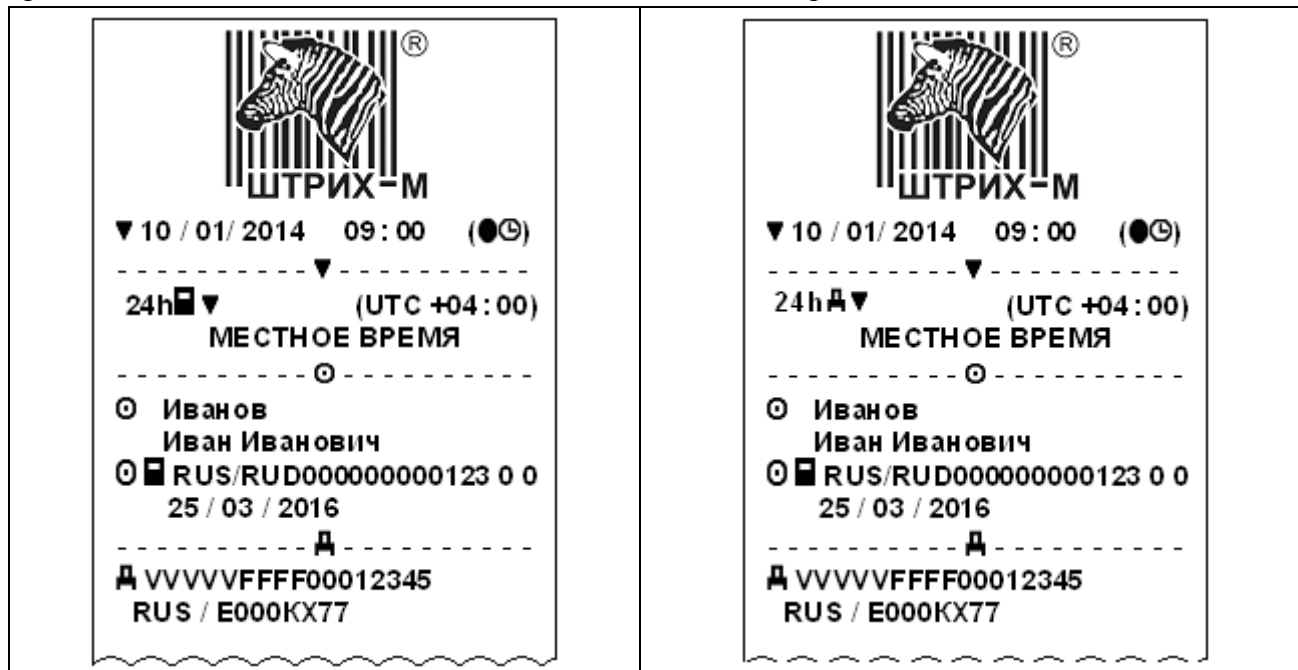 ®
ШТРИХ-М
▼ 10 / 01/ 2014 09:00 (●◷)
▼
24h▼ (UTC +04:00)
МЕСТНОЕ ВРЕМЯ
⊙
⊙ Иванов
Иван Иванович
⊙ RUS/RUD000000000123 0 0
25 / 03 / 2016
VVVVVFFFF00012345
RUS / E000KX77
®
ШТРИХ-М
▼ 10 / 01/ 2014 09:00 (●◷)
▼
24h▼ (UTC +04:00)
МЕСТНОЕ ВРЕМЯ
⊙
⊙ Иванов
Иван Иванович
⊙ RUS/RUD000000000123 0 0
25 / 03 / 2016
VVVVVFFFF00012345
RUS / E000KX77